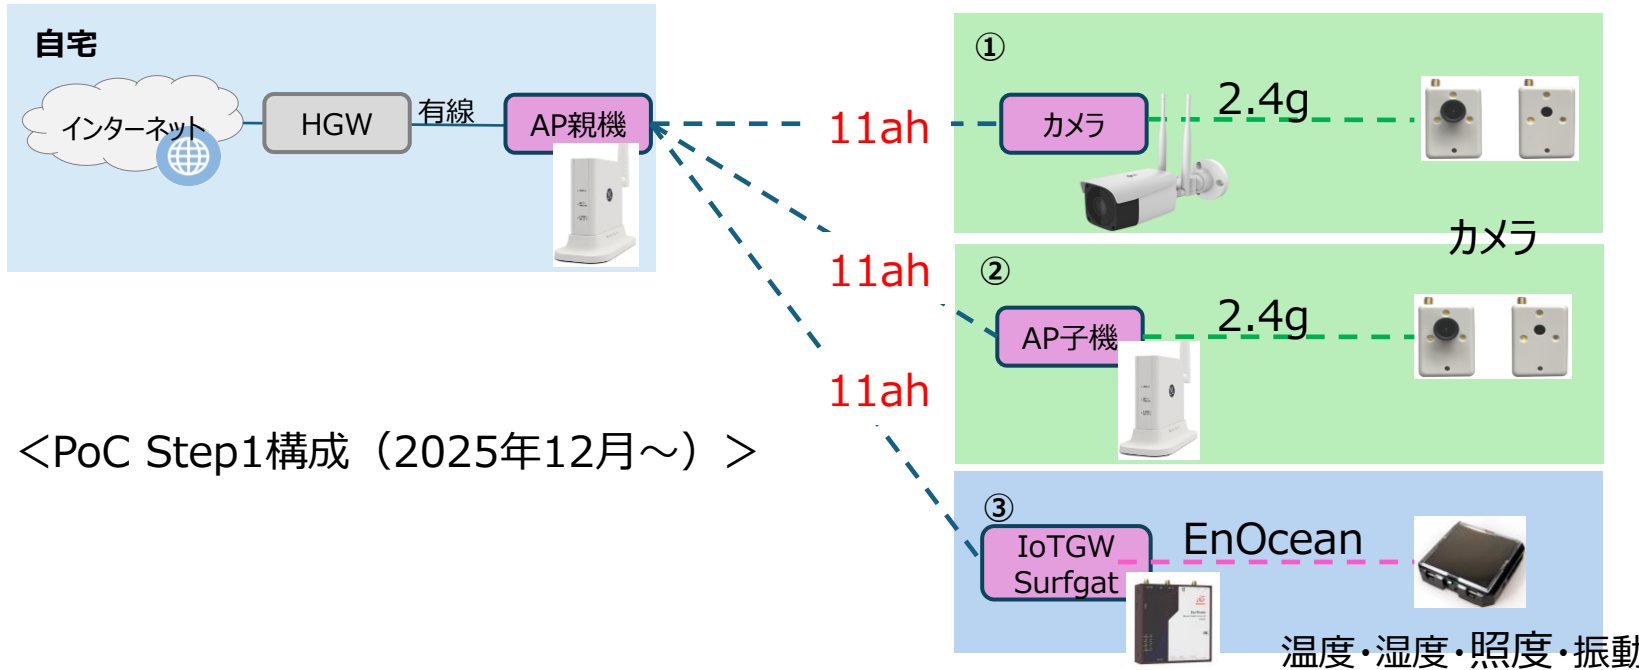 自宅
インターネット
HGW
有線
AP親機
11ah
11ah
11ah
①
カメラ
2.4g
カメラ
②
AP子機
2.4g
③
IoTGW
Surfgat
EnOcean
温度・湿度・照度・振動
＜PoC Step1構成（2025年12月～）＞